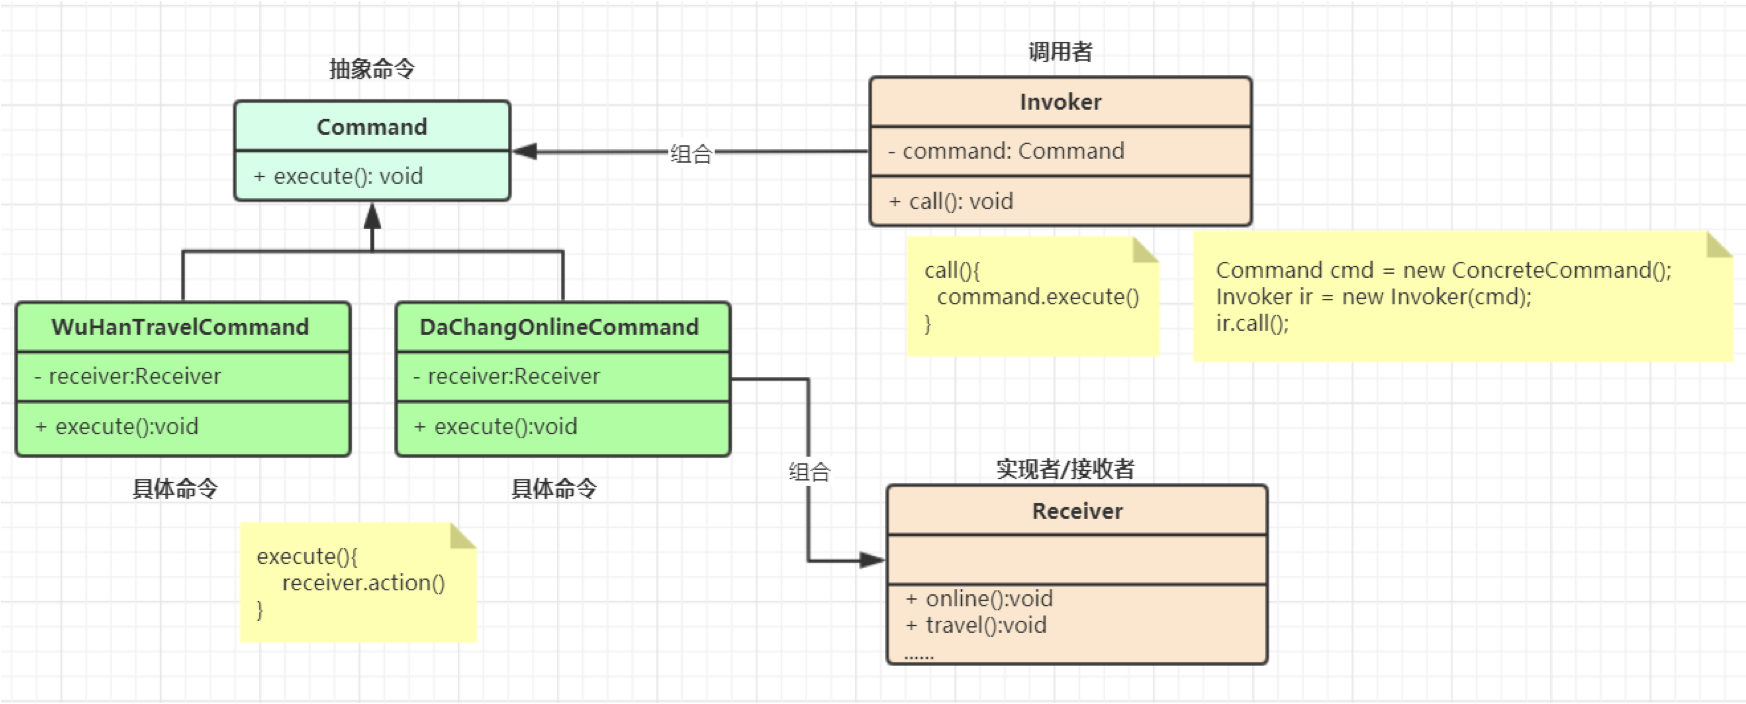 抽象命令
Command
+ execute(): void
调用者
Invoker
- command: Command
+ call(): void
组合
call(){
command.execute()
}
Command cmd = new ConcreteCommand();
Invoker ir = new Invoker(cmd);
ir.call();
WuHanTravelCommand
- receiver:Receiver
+ execute():void
具体命令
DaChangOnlineCommand
- receiver:Receiver
+ execute():void
具体命令
execute(){
receiver.action()
}
组合
实现者/接收者
Receiver
+ online():void
+ travel():void
......